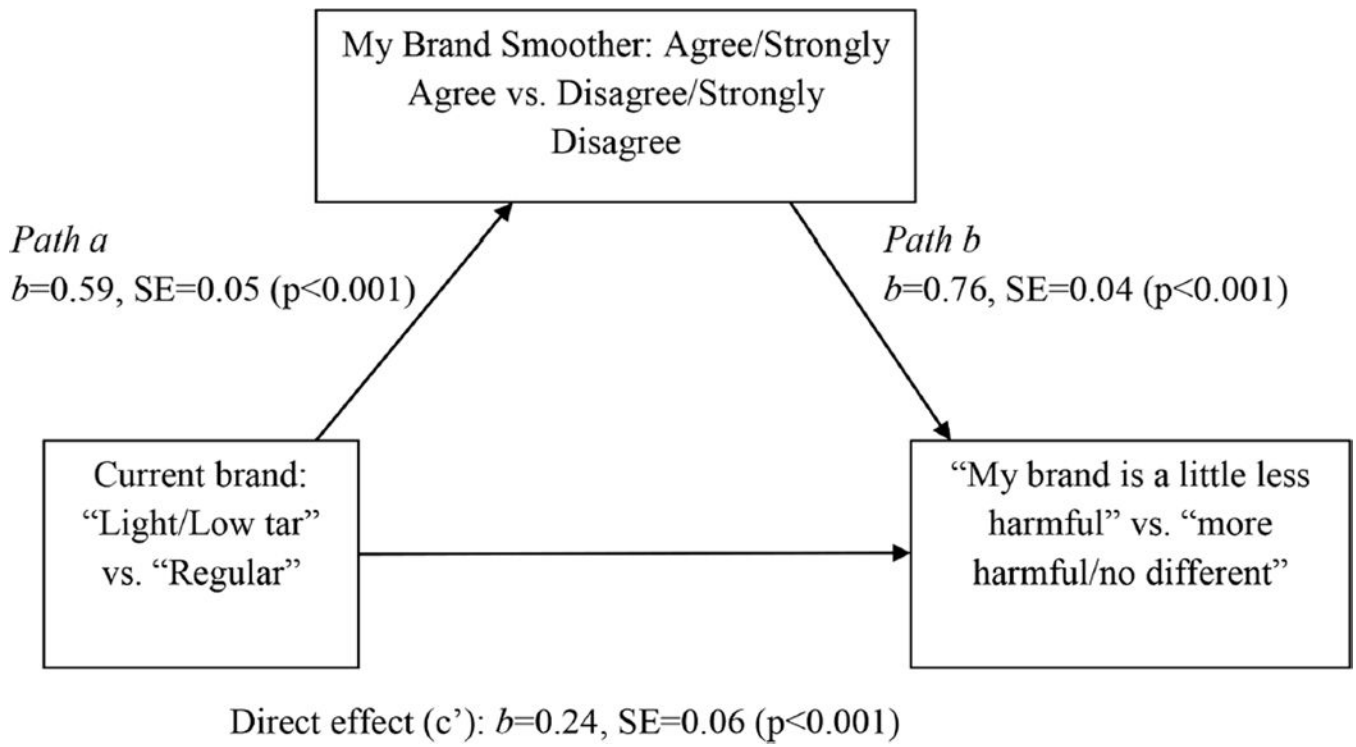 My Brand Smoother: Agree/Strongly
Agree vs. Disagree/Strongly
Disagree
Path a
b=0.59, SE=0.05 (p<0.001)
Path b
b=0.76, SE=0.04 (p<0.001)
Current brand:
“Light/Low tar”
vs. “Regular”
“My brand is a little less
harmful” vs. “more
harmful/no different”
Direct effect (c’): b=0.24, SE=0.06 (p<0.001)